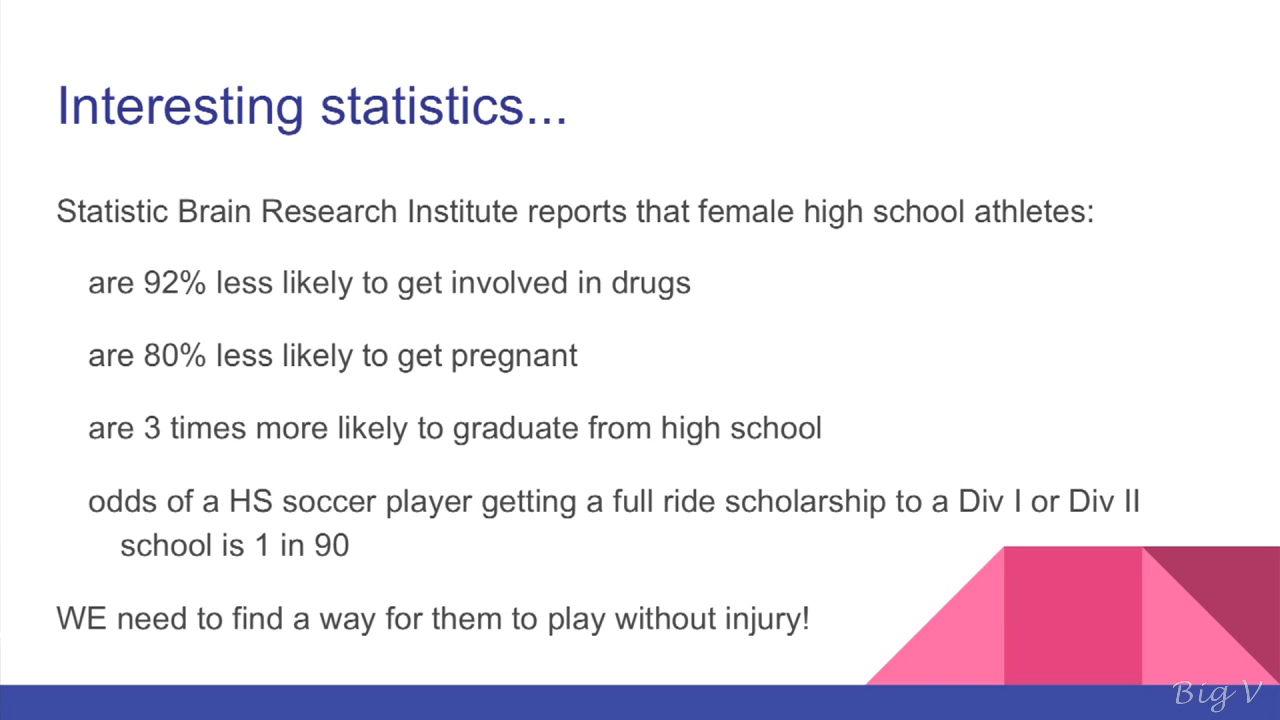 Interesting statistics...
Statistic Brain Research Institute reports that female high school athletes:
are 92% less likely to get involved in drugs
are 80% less likely to get pregnant
are 3 times more likely to graduate from high school
odds of a HS soccer player getting a full ride scholarship to a Div I or Div II
school is 1 in 90
WE need to find a way for them to play without injury!
Big V